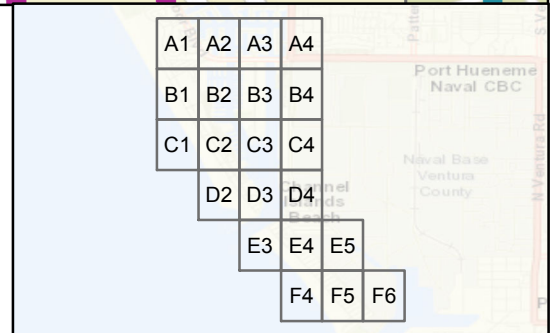 A1 A2 A3 A4
Port Hueneme
Naval CBC
B1 B2 B3 B4
C1 C2 C3 C4
Naval Base
Ventura
County
N Ventura Rd
D2 D3 D4
Channel
Islands
Beach
E3 E4 E5
F4 F5 F6